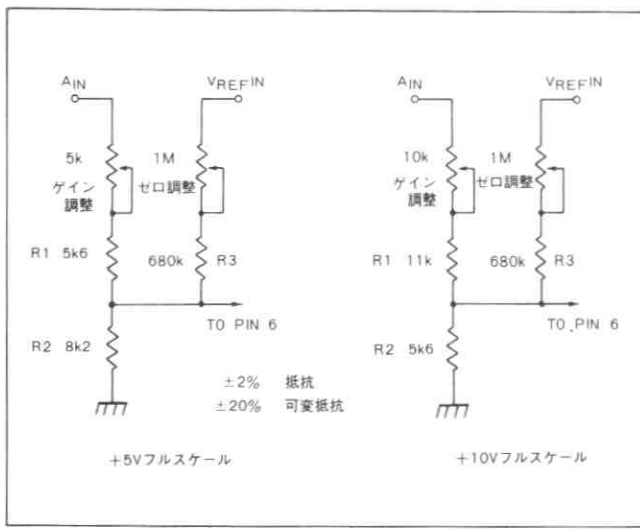 AIN
VREFIN
5k
ゲイン
調整
1M
ゼロ調整
R1 5k6
680k R3
TO PIN 6
R2 8k2
±2% 抵抗
±20% 可変抵抗
+5Vフルスケール
AIN
VREFIN
10k
ゲイン
調整
1M
ゼロ調整
R1 11k
680k R3
TO PIN 6
R2 5k6
+10Vフルスケール